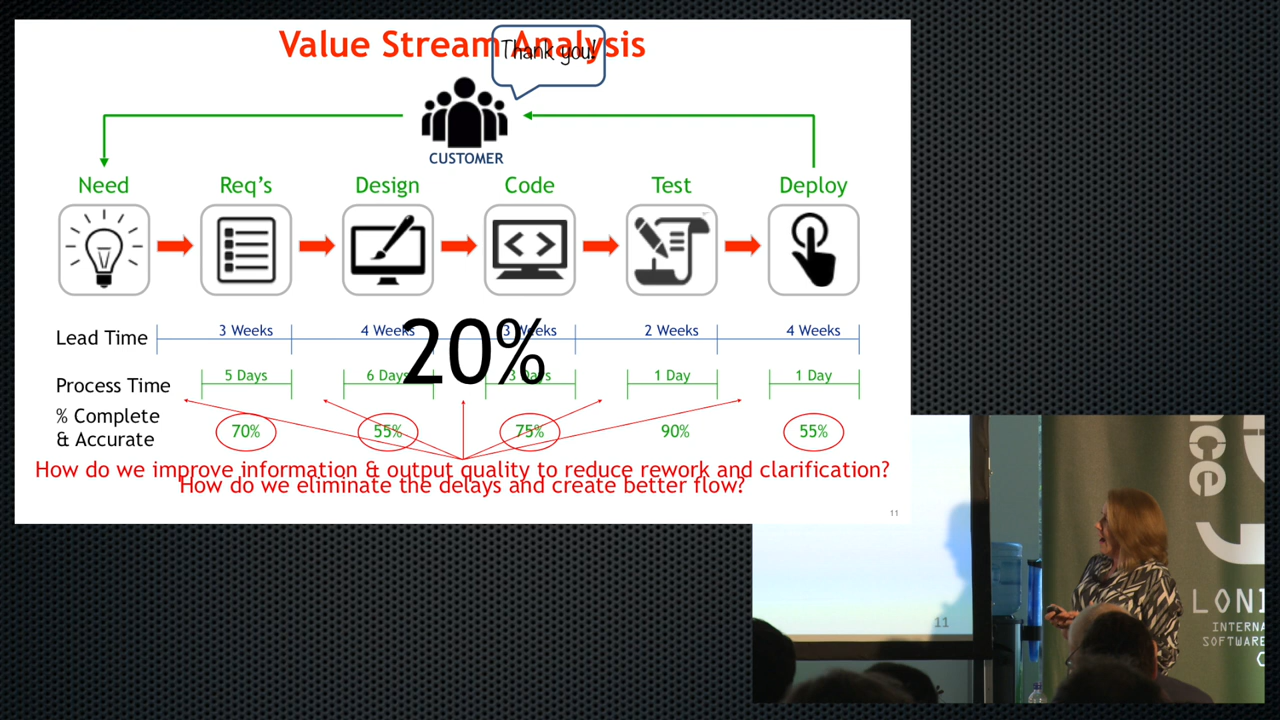 Value Stream Analysis
Thank you!
CUSTOMER
Need
Req's
Design
Code
Test
Deploy
Lead Time
3 Weeks
4 Weeks
3 Weeks
2 Weeks
4 Weeks
20%
Process Time
5 Days
6 Days
3 Days
1 Day
1 Day
% Complete
& Accurate
70%
55%
75%
90%
55%
How do we improve information & output quality to reduce rework and clarification?
How do we eliminate the delays and create better flow?
11
nce
11
LON
INTERNA
SOFTWARE
C